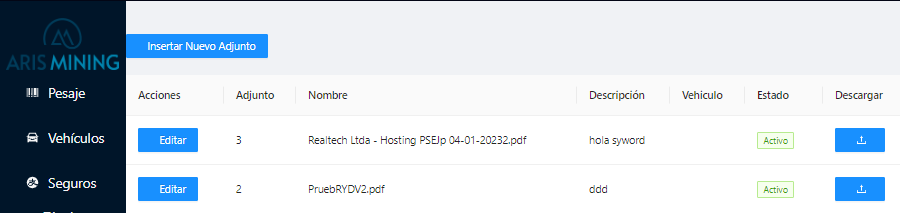 ARIS MINING
Insertar Nuevo Adjunto
Pesaje
Acciones Adjunto Nombre Descripción Vehiculo Estado Descargar
Vehículos
Editar 3 Realtech Ltda - Hosting PSEJp 04-01-20232.pdf hola syword Activo
Seguros
Editar 2 PruebRYDV2.pdf ddd Activo